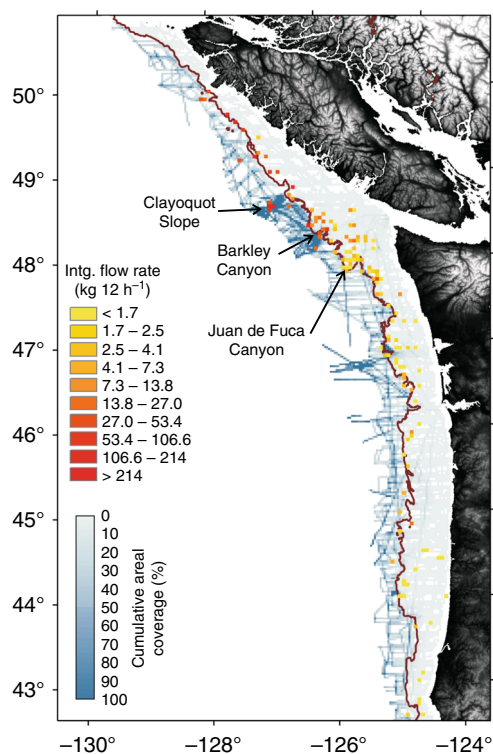 50°
49°
Clayoquot
Slope
48°
Barkley
Canyon
Intg. flow rate
(kg 12 h⁻¹)
Juan de Fuca
Canyon
< 1.7
1.7 – 2.5
2.5 – 4.1
4.1 – 7.3
7.3 – 13.8
13.8 – 27.0
27.0 – 53.4
53.4 – 106.6
106.6 – 214
> 214
47°
46°
45°
0
10
20
30
40
50
60
70
80
90
100
Cumulative areal
coverage (%)
44°
43°
−130°
−128°
−126°
−124°